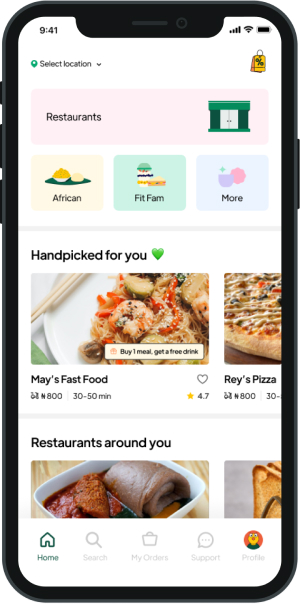 9:41
Select location
%
Restaurants
African
Fit Fam
More
Handpicked for you 💚
Buy 1 meal, get a free drink
May's Fast Food
Rey's Pizza
₦800 30-50 min 4.7
₦800 30-
Restaurants around you
Home
Search
My Orders
Support
Profile